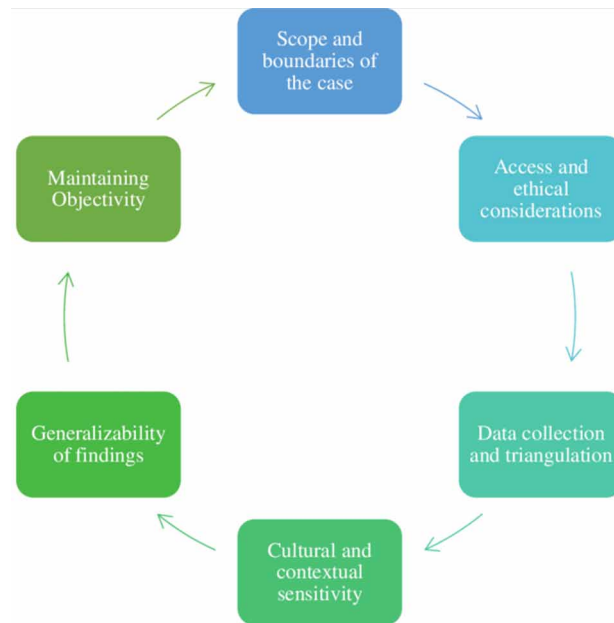 Scope and
boundaries of
the case
Access and
ethical
considerations
Data collection
and triangulation
Cultural and
contextual
sensitivity
Generalizability
of findings
Maintaining
Objectivity